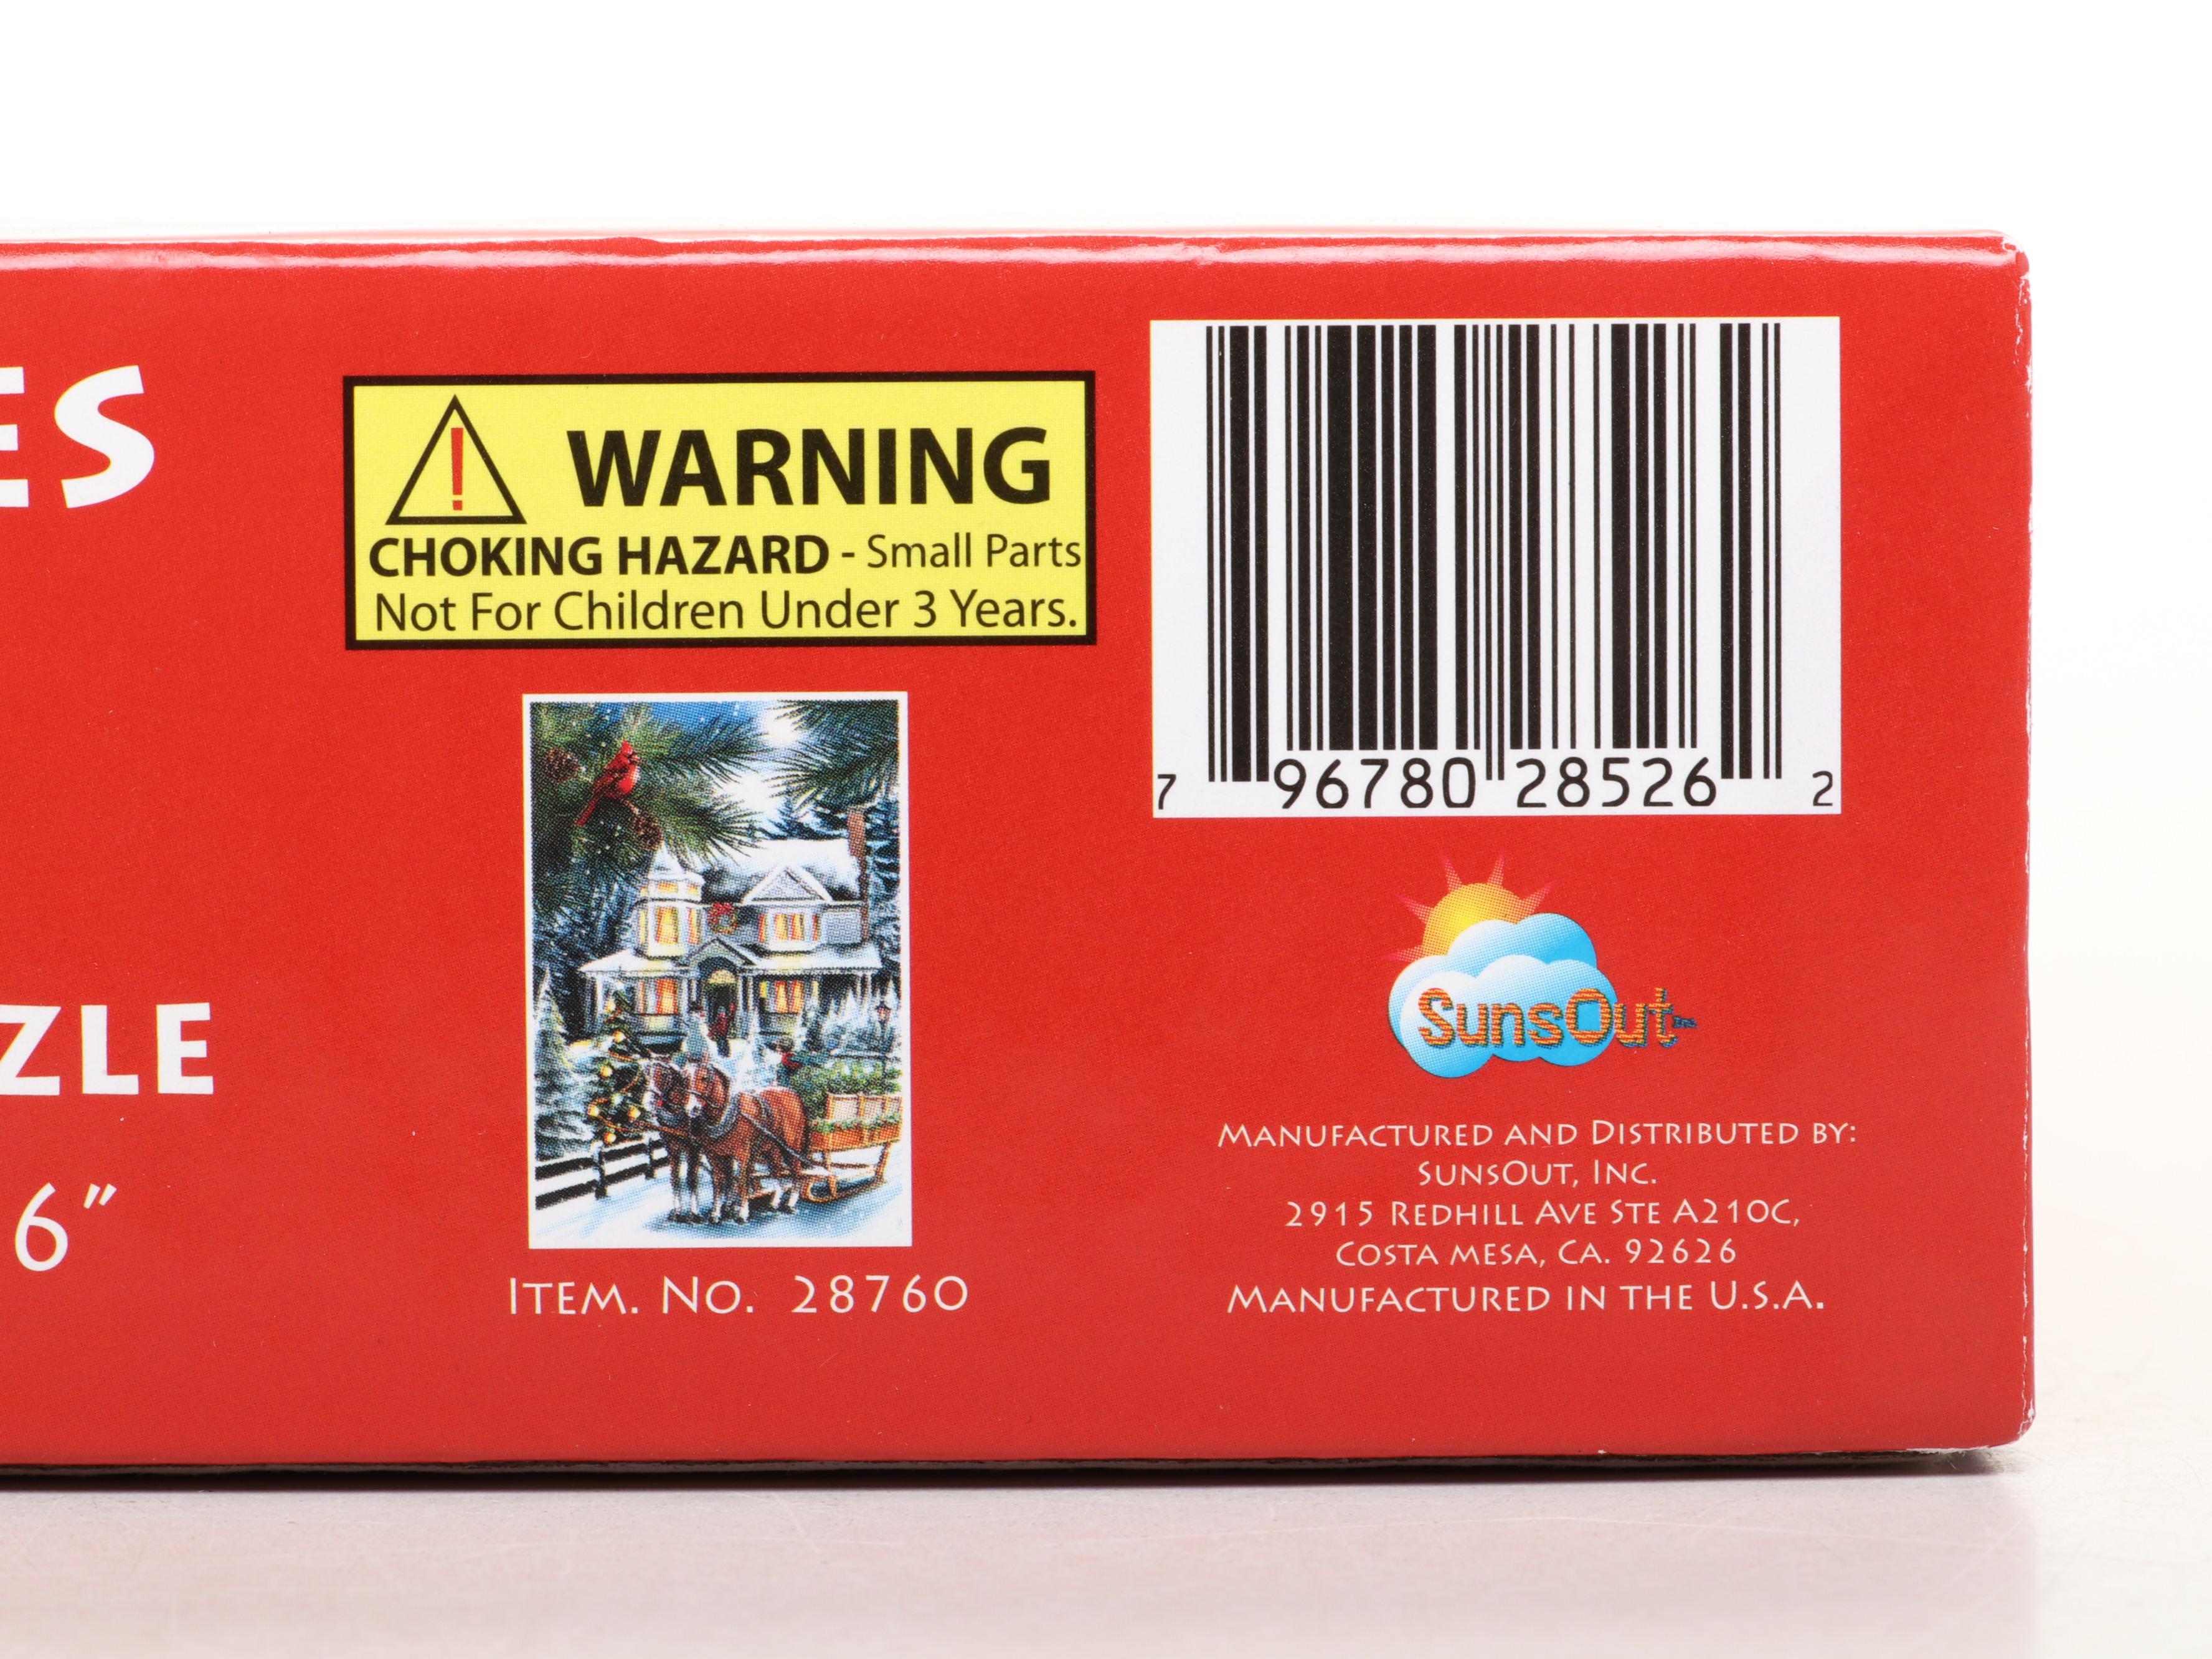 ES
ZLE
6"
WARNING
CHOKING HAZARD - Small Parts
Not For Children Under 3 Years.
ITEM. NO. 28760
7 96780 28526 2
SunsOut™
MANUFACTURED AND DISTRIBUTED BY:
SUNSOUT, INC.
2915 REDHILL AVE STE A210C,
COSTA MESA, CA. 92626
MANUFACTURED IN THE U.S.A.